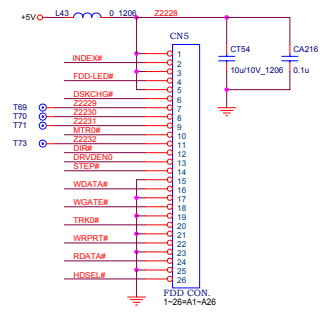 +5V L43 0_1206 Z2228
CN5
CT54 CA216
10u/10V_1206 0.1u
1
INDEX# 2
3
FDD-LED# 4
5
DSKCHG# 6
T69 Z2229 7
T70 Z2230 8
T71 Z2231 9
MTR0# 10
T73 Z2232 11
DIR# 12
DRVDEN0 13
STEP# 14
15
WDATA# 16
17
WGATE# 18
19
TRK0# 20
21
WRPRT# 22
23
RDATA# 24
25
HDSEL# 26
FDD CON.
1~26=A1~A26